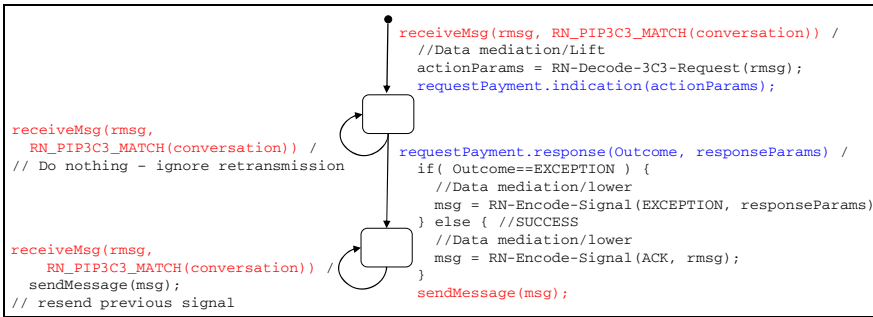 receiveMsg(rmsg, RN_PIP3C3_MATCH(conversation)) /
//Data mediation/Lift
actionParams = RN-Decode-3C3-Request(rmsg);
requestPayment.indication(actionParams);
receiveMsg(rmsg,
RN_PIP3C3_MATCH(conversation)) /
// Do nothing – ignore retransmission
requestPayment.response(Outcome, responseParams) /
if( Outcome==EXCEPTION ) {
//Data mediation/lower
msg = RN-Encode-Signal(EXCEPTION, responseParams)
} else { //SUCCESS
//Data mediation/lower
msg = RN-Encode-Signal(ACK, rmsg);
}
sendMessage(msg);
receiveMsg(rmsg,
RN_PIP3C3_MATCH(conversation)) /
sendMessage(msg);
// resend previous signal